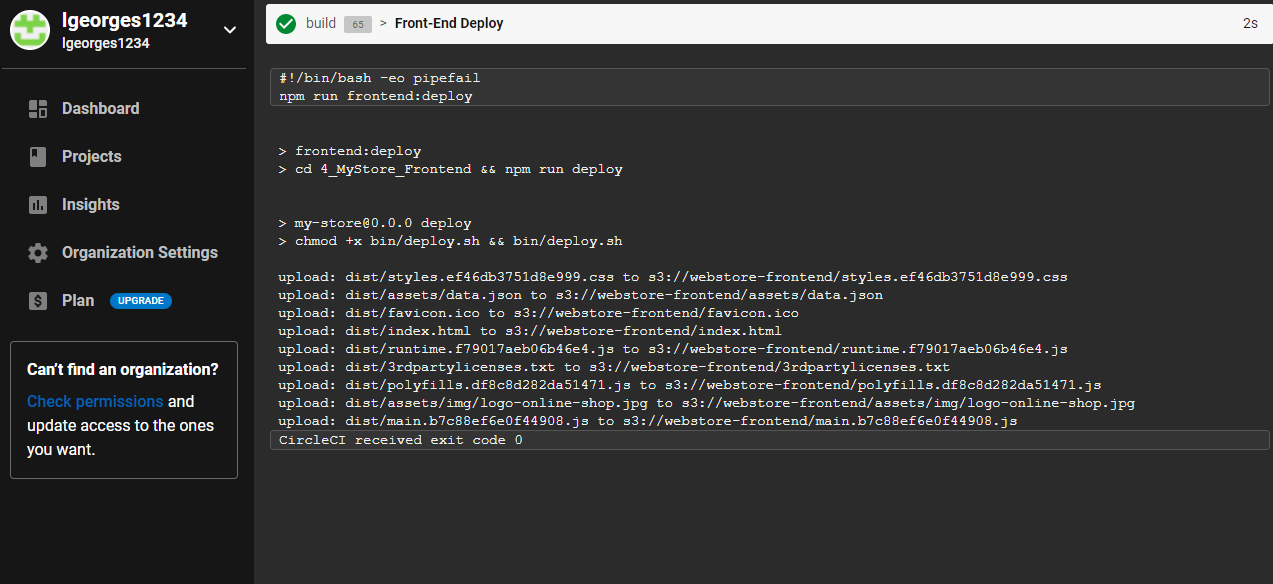 lgeorges1234
lgeorges1234
Dashboard
Projects
Insights
Organization Settings
Plan UPGRADE
Can't find an organization?
Check permissions and
update access to the ones
you want.
build 65 > Front-End Deploy 2s
#!/bin/bash -eo pipefail
npm run frontend:deploy
> frontend:deploy
> cd 4_MyStore_Frontend && npm run deploy
> my-store@0.0.0 deploy
> chmod +x bin/deploy.sh && bin/deploy.sh
upload: dist/styles.ef46db3751d8e999.css to s3://webstore-frontend/styles.ef46db3751d8e999.css
upload: dist/assets/data.json to s3://webstore-frontend/assets/data.json
upload: dist/favicon.ico to s3://webstore-frontend/favicon.ico
upload: dist/index.html to s3://webstore-frontend/index.html
upload: dist/runtime.f79017aeb06b46e4.js to s3://webstore-frontend/runtime.f79017aeb06b46e4.js
upload: dist/3rdpartylicenses.txt to s3://webstore-frontend/3rdpartylicenses.txt
upload: dist/polyfills.df8c8d282da51471.js to s3://webstore-frontend/polyfills.df8c8d282da51471.js
upload: dist/assets/img/logo-online-shop.jpg to s3://webstore-frontend/assets/img/logo-online-shop.jpg
upload: dist/main.b7c88ef6e0f44908.js to s3://webstore-frontend/main.b7c88ef6e0f44908.js
CircleCI received exit code 0